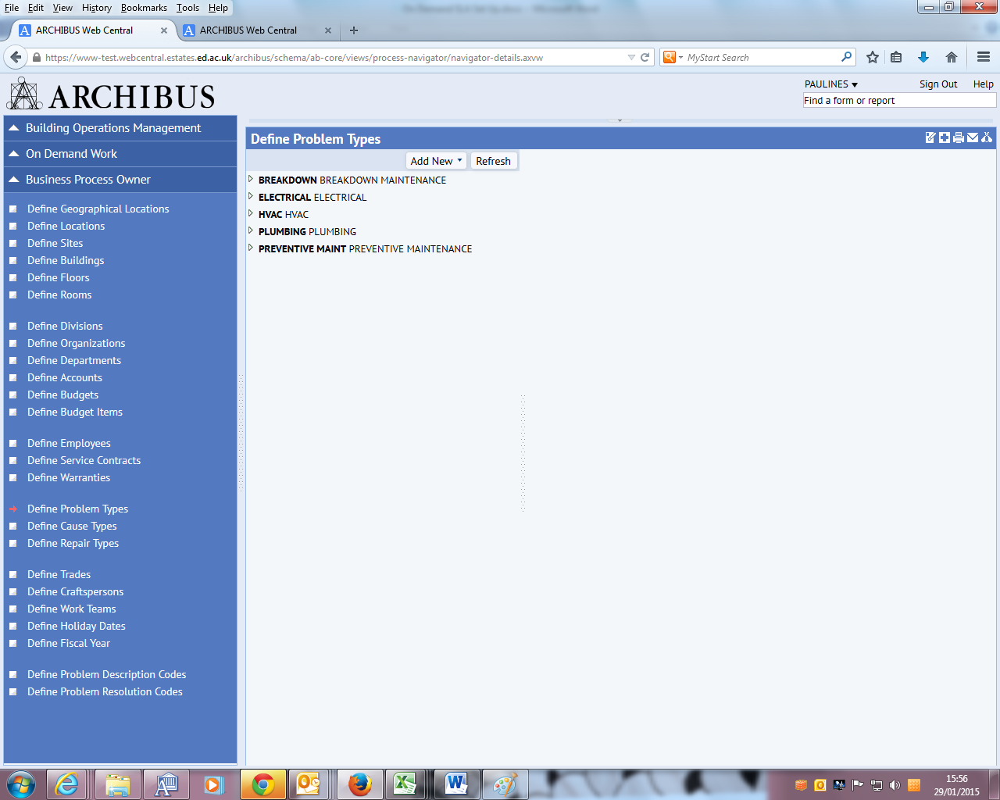 File Edit View History Bookmarks Tools Help
ARCHIBUS Web Central
ARCHIBUS Web Central
https://www-test.webcentral.estates.ed.ac.uk/archibus/schema/ab-core/views/process-navigator/navigator-details.axvw
MyStart Search
ARCHIBUS
PAULINES
Sign Out
Help
Find a form or report
Building Operations Management
On Demand Work
Business Process Owner
Define Geographical Locations
Define Locations
Define Sites
Define Buildings
Define Floors
Define Rooms
Define Divisions
Define Organizations
Define Departments
Define Accounts
Define Budgets
Define Budget Items
Define Employees
Define Service Contracts
Define Warranties
Define Problem Types
Define Cause Types
Define Repair Types
Define Trades
Define Craftspersons
Define Work Teams
Define Holiday Dates
Define Fiscal Year
Define Problem Description Codes
Define Problem Resolution Codes
Define Problem Types
Add New
Refresh
BREAKDOWN BREAKDOWN MAINTENANCE
ELECTRICAL ELECTRICAL
HVAC HVAC
PLUMBING PLUMBING
PREVENTIVE MAINT PREVENTIVE MAINTENANCE
15:56
29/01/2015